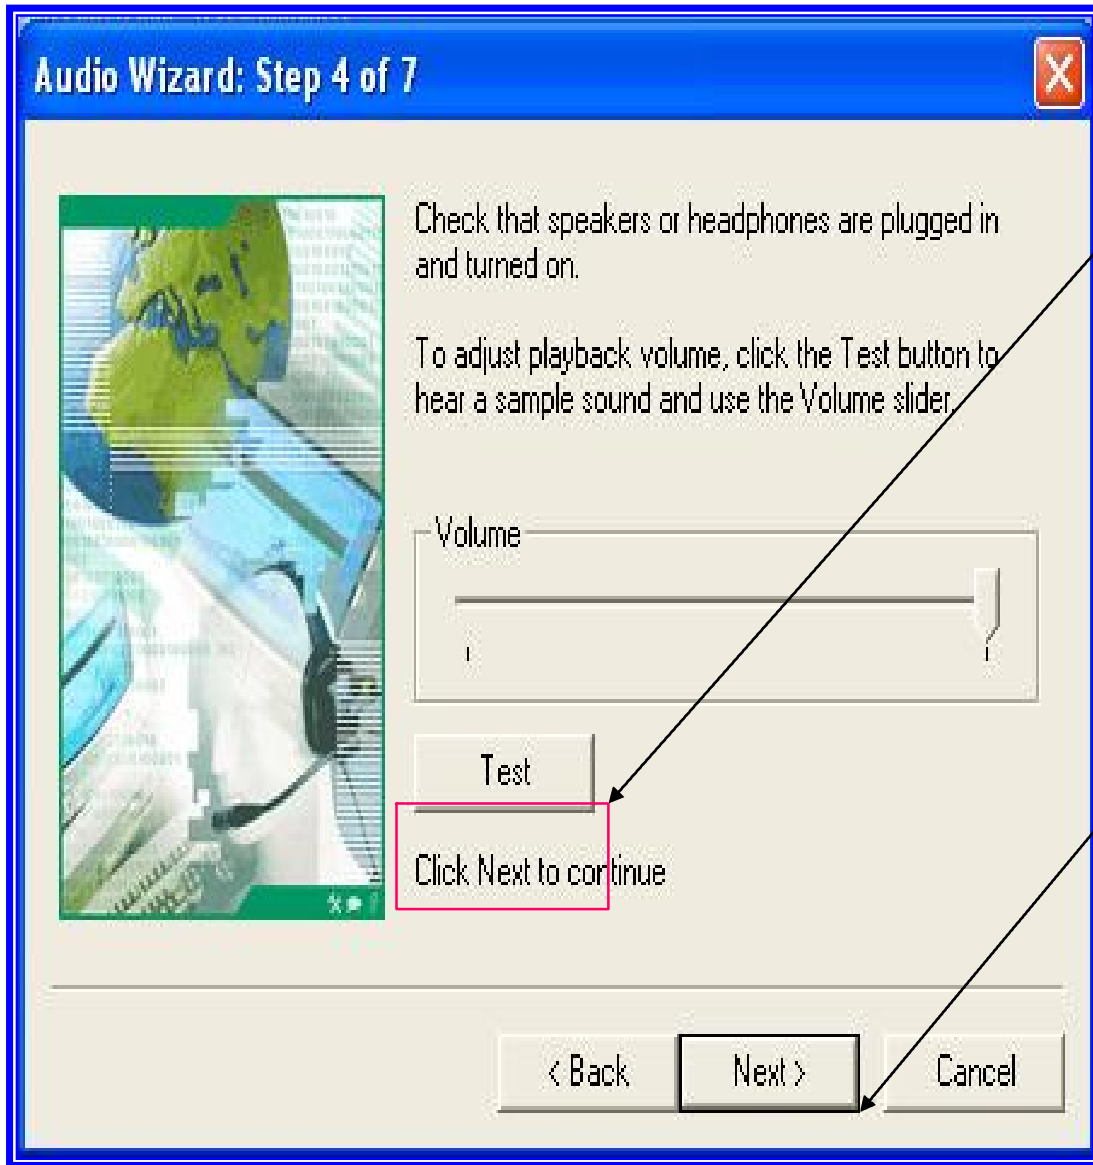 Audio Wizard: Step 4 of 7
Check that speakers or headphones are plugged in
and turned on.
To adjust playback volume, click the Test button to
hear a sample sound and use the Volume slider.
Volume
Test
Click Next to continue
< Back
Next >
Cancel